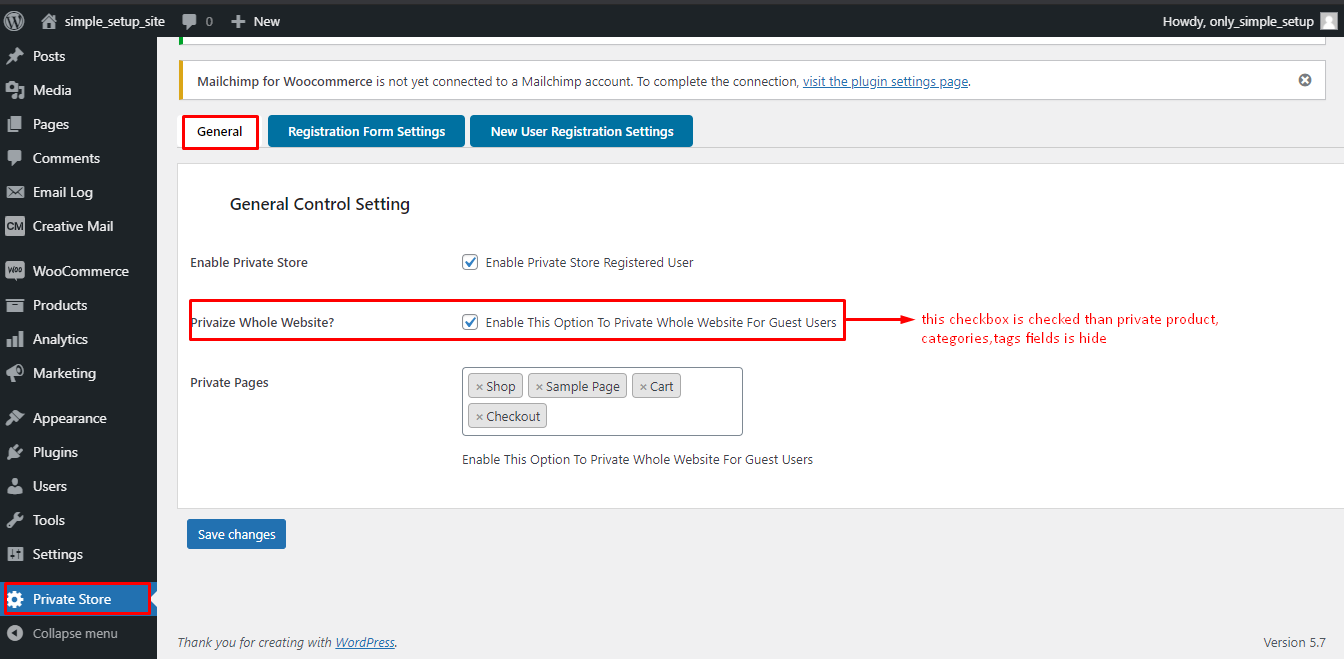 simple_setup_site 0 New Howdy, only_simple_setup
Posts
Media
Pages
Comments
Email Log
CM Creative Mail
Woo WooCommerce
Products
Analytics
Marketing
Appearance
Plugins
Users
Tools
Settings
Private Store
Collapse menu
Mailchimp for Woocommerce is not yet connected to a Mailchimp account. To complete the connection, visit the plugin settings page.
General Registration Form Settings New User Registration Settings
General Control Setting
Enable Private Store Enable Private Store Registered User
Privaize Whole Website? Enable This Option To Private Whole Website For Guest Users
this checkbox is checked than private product,
categories,tags fields is hide
Private Pages × Shop × Sample Page × Cart
× Checkout
Enable This Option To Private Whole Website For Guest Users
Save changes
Thank you for creating with WordPress. Version 5.7